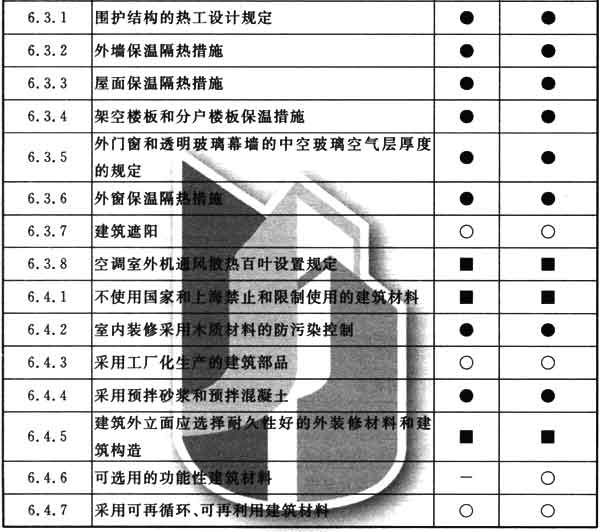 6.3.1 围护结构的热工设计规定 ● ●
6.3.2 外墙保温隔热措施 ● ●
6.3.3 屋面保温隔热措施 ● ●
6.3.4 架空楼板和分户楼板保温措施 ● ●
6.3.5 外门窗和透明玻璃幕墙的中空玻璃空气层厚度 ● ●
的规定
6.3.6 外窗保温隔热措施 ● ●
6.3.7 建筑遮阳 ○ ○
6.3.8 空调室外机通风散热百叶设置规定 ■ ■
6.4.1 不使用国家和上海禁止和限制使用的建筑材料 ■ ■
6.4.2 室内装修采用木质材料的防污染控制 ● ●
6.4.3 采用工厂化生产的建筑部品 ○ ○
6.4.4 采用预拌砂浆和预拌混凝土 ● ●
6.4.5 建筑外立面应选择耐久性好的外装修材料和建 ■ ■
筑构造
6.4.6 可选用的功能性建筑材料 — ○
6.4.7 采用可再循环、可再利用建筑材料 ○ ○